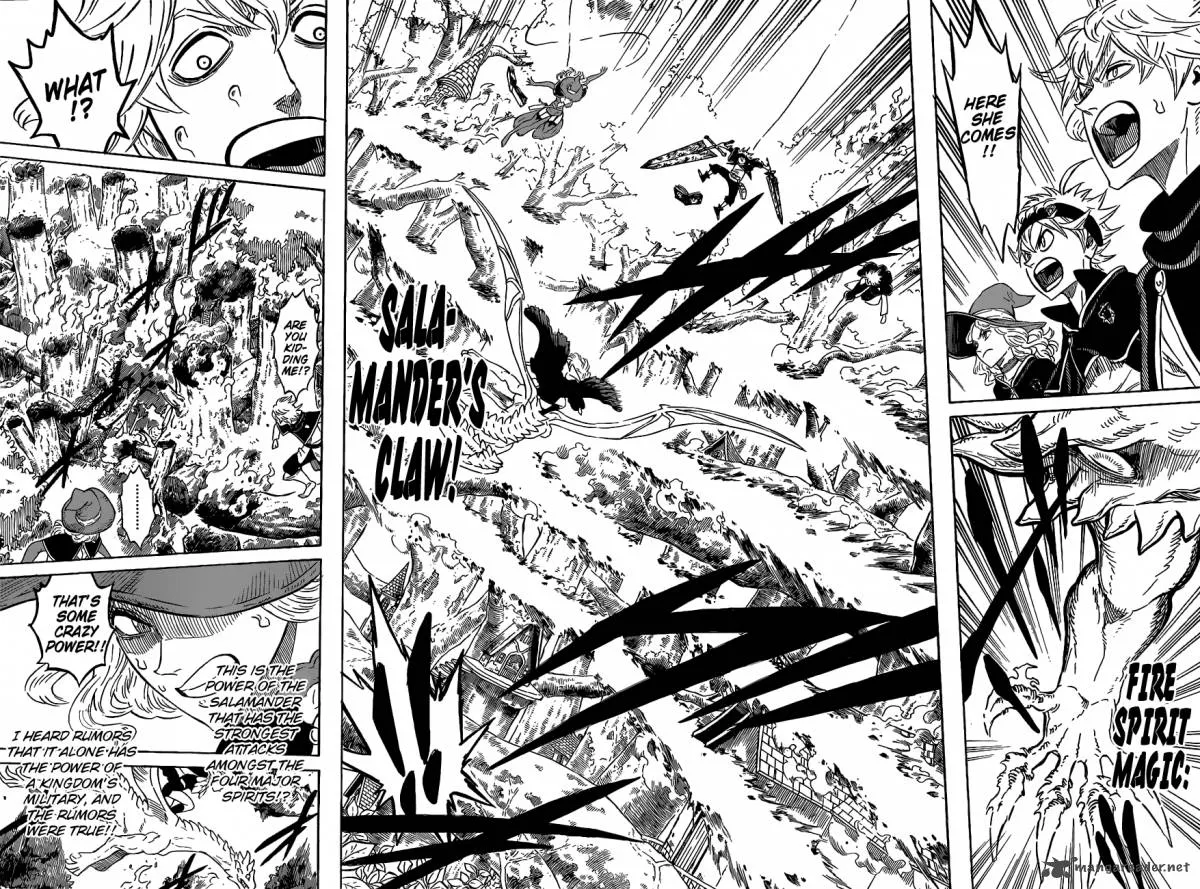 HERE SHE
COMES
!!
FIRE
SPIRIT
MAGIC:
SALA-
MANDER'S
CLAW!
!!
WHAT
!?
ARE
YOU
KID-
DING
ME!?
.........
THAT'S
SOME
CRAZY
POWER!!
THIS IS THE
POWER OF THE
SALAMANDER
THAT HAS THE
STRONGEST
ATTACKS
AMONGST THE
FOUR MAJOR
SPIRITS!?
I HEARD RUMORS
THAT IT ALONE HAS
THE POWER OF
A KINGDOM'S
MILITARY, AND
THE RUMORS
WERE TRUE!!
mangareader.net